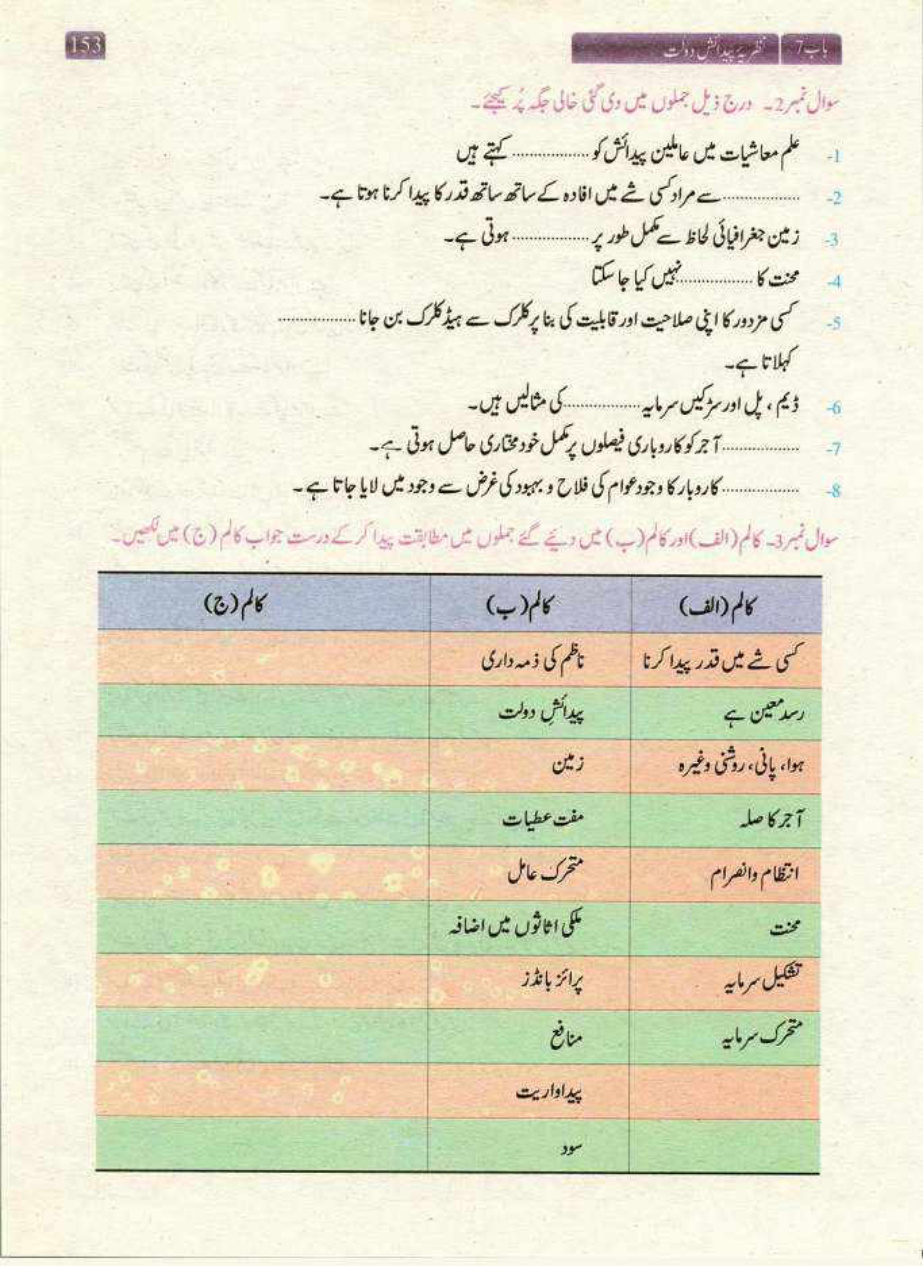 153
باب 7 نظریۂ پیدائش دولت
سوال نمبر 2۔ درج ذیل جملوں میں دی گئی خالی جگہ پُر کیجئے۔
1- علم معاشیات میں عاملین پیدائش کو ................. کہتے ہیں
2- ................. سے مراد کسی شے میں افادہ کے ساتھ ساتھ قدر کا پیدا کرنا ہوتا ہے۔
3- زمین جغرافیائی لحاظ سے مکمل طور پر ................. ہوتی ہے۔
4- محنت کا ................. نہیں کیا جا سکتا
5- کسی مزدور کا اپنی صلاحیت اور قابلیت کی بنا پر کلرک سے ہیڈ کلرک بن جانا .................
کہلاتا ہے۔
6- ڈیم، پل اور سڑکیں سرمایہ ................. کی مثالیں ہیں۔
7- ................. آجر کو کاروباری فیصلوں پر مکمل خود مختاری حاصل ہوتی ہے۔
8- ................. کاروبار کا وجود عوام کی فلاح و بہبود کی غرض سے وجود میں لایا جاتا ہے۔
سوال نمبر 3۔ کالم (الف) اور کالم (ب) میں دیئے گئے جملوں میں مطابقت پیدا کر کے درست جواب کالم (ج) میں لکھیں۔
کالم (الف) کالم (ب) کالم (ج)
کسی شے میں قدر پیدا کرنا ناظم کی ذمہ داری
رسد معین ہے پیدائشِ دولت
ہوا، پانی، روشنی وغیرہ زمین
آجر کا صلہ مفت عطیات
انتظام وانصرام متحرک عامل
محنت ملکی اثاثوں میں اضافہ
تشکیل سرمایہ پرائز بانڈز
متحرک سرمایہ منافع
پیداواریت
سود